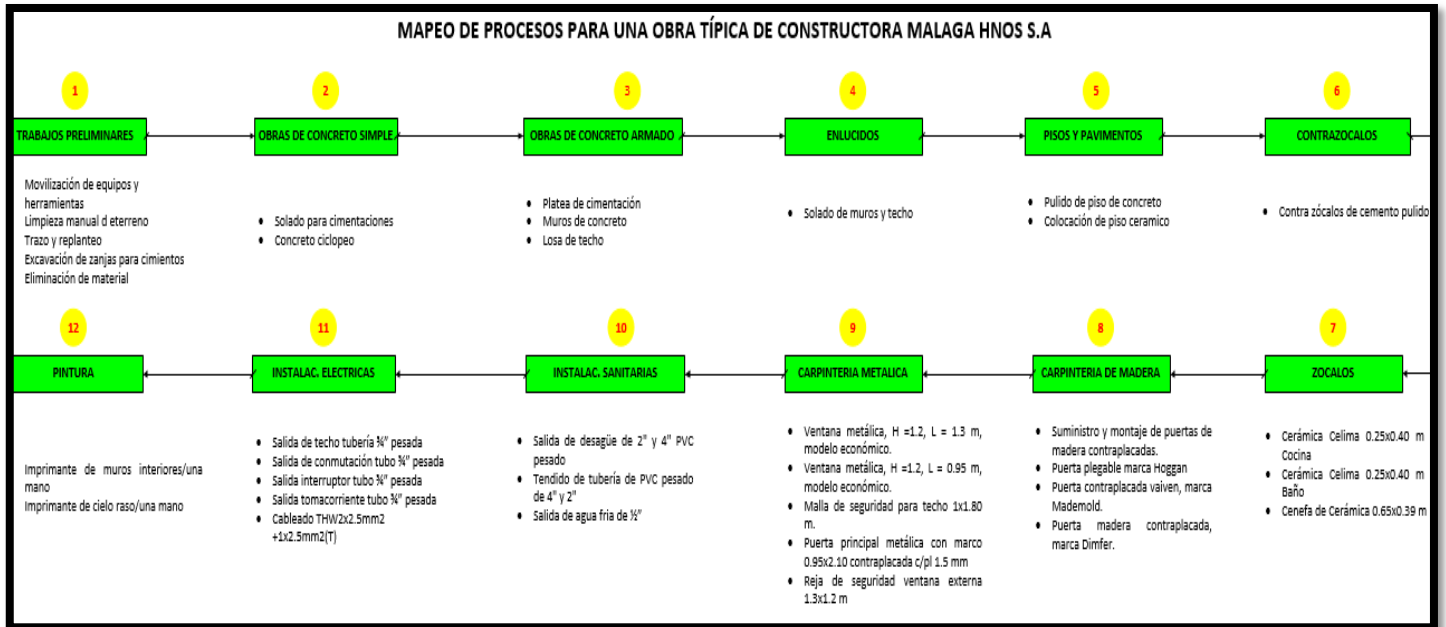 MAPEO DE PROCESOS PARA UNA OBRA TÍPICA DE CONSTRUCTORA MALAGA HNOS S.A
1
TRABAJOS PRELIMINARES
Movilización de equipos y
herramientas
Limpieza manual d eterreno
Trazo y replanteo
Excavación de zanjas para cimientos
Eliminación de material
2
OBRAS DE CONCRETO SIMPLE
• Solado para cimentaciones
• Concreto ciclopeo
3
OBRAS DE CONCRETO ARMADO
• Platea de cimentación
• Muros de concreto
• Losa de techo
4
ENLUCIDOS
• Solado de muros y techo
5
PISOS Y PAVIMENTOS
• Pulido de piso de concreto
• Colocación de piso ceramico
6
CONTRAZOCALOS
• Contra zócalos de cemento pulido
12
PINTURA
Imprimante de muros interiores/una
mano
Imprimante de cielo raso/una mano
11
INSTALAC. ELECTRICAS
• Salida de techo tubería ¾" pesada
• Salida de conmutación tubo ¾" pesada
• Salida interruptor tubo ¾" pesada
• Salida tomacorriente tubo ¾" pesada
• Cableado THW2x2.5mm2
+1x2.5mm2(T)
10
INSTALAC. SANITARIAS
• Salida de desagüe de 2" y 4" PVC
pesado
• Tendido de tubería de PVC pesado
de 4" y 2"
• Salida de agua fria de ½"
9
CARPINTERIA METALICA
• Ventana metálica, H =1.2, L = 1.3 m,
modelo económico.
• Ventana metálica, H =1.2, L = 0.95 m,
modelo económico.
• Malla de seguridad para techo 1x1.80
m.
• Puerta principal metálica con marco
0.95x2.10 contraplacada c/pl 1.5 mm
• Reja de seguridad ventana externa
1.3x1.2 m
8
CARPINTERIA DE MADERA
• Suministro y montaje de puertas de
madera contraplacadas.
• Puerta plegable marca Hoggan
• Puerta contraplacada vaiven, marca
Mademold.
• Puerta madera contraplacada,
marca Dimfer.
7
ZOCALOS
• Cerámica Celima 0.25x0.40 m
Cocina
• Cerámica Celima 0.25x0.40 m
Baño
• Cenefa de Cerámica 0.65x0.39 m